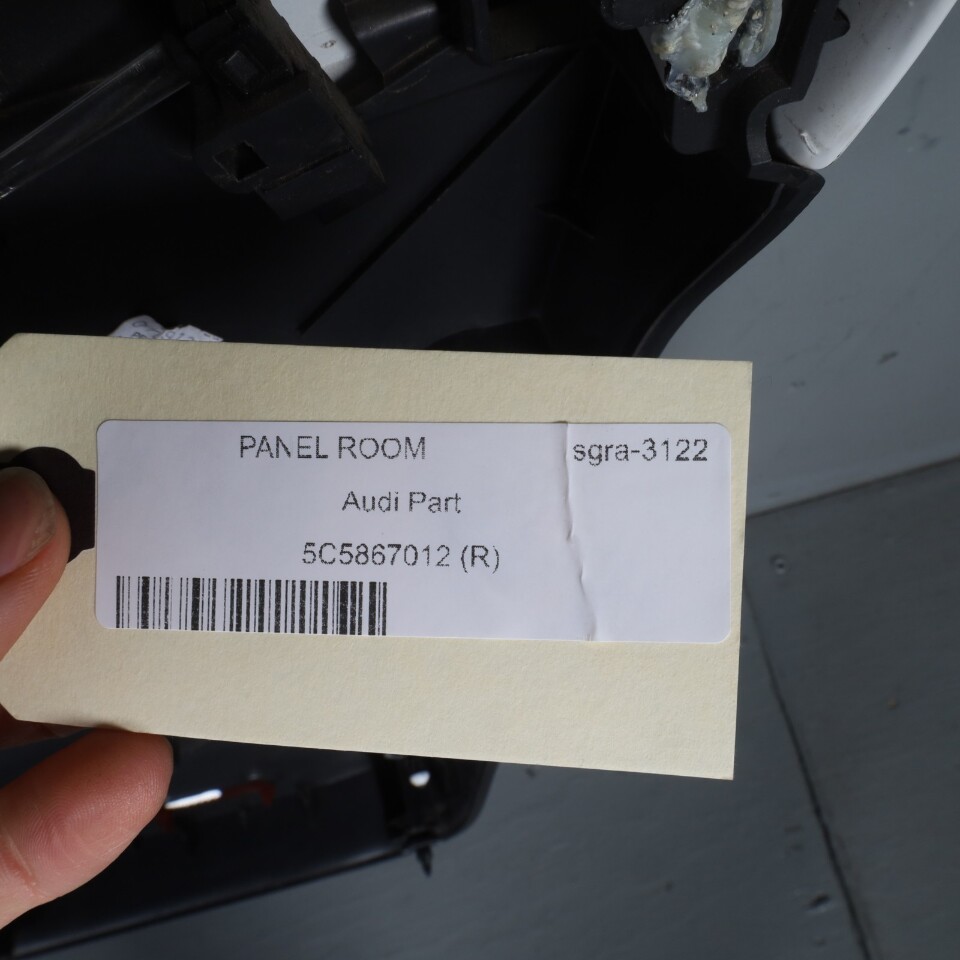 PANEL ROOM
sgra-3122
Audi Part
5C5867012 (R)